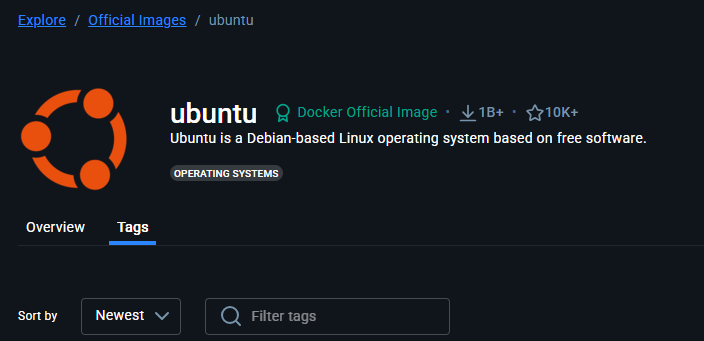 Explore / Official Images / ubuntu
ubuntu Docker Official Image · 1B+ · 10K+
Ubuntu is a Debian-based Linux operating system based on free software.
OPERATING SYSTEMS
Overview Tags
Sort by Newest Filter tags